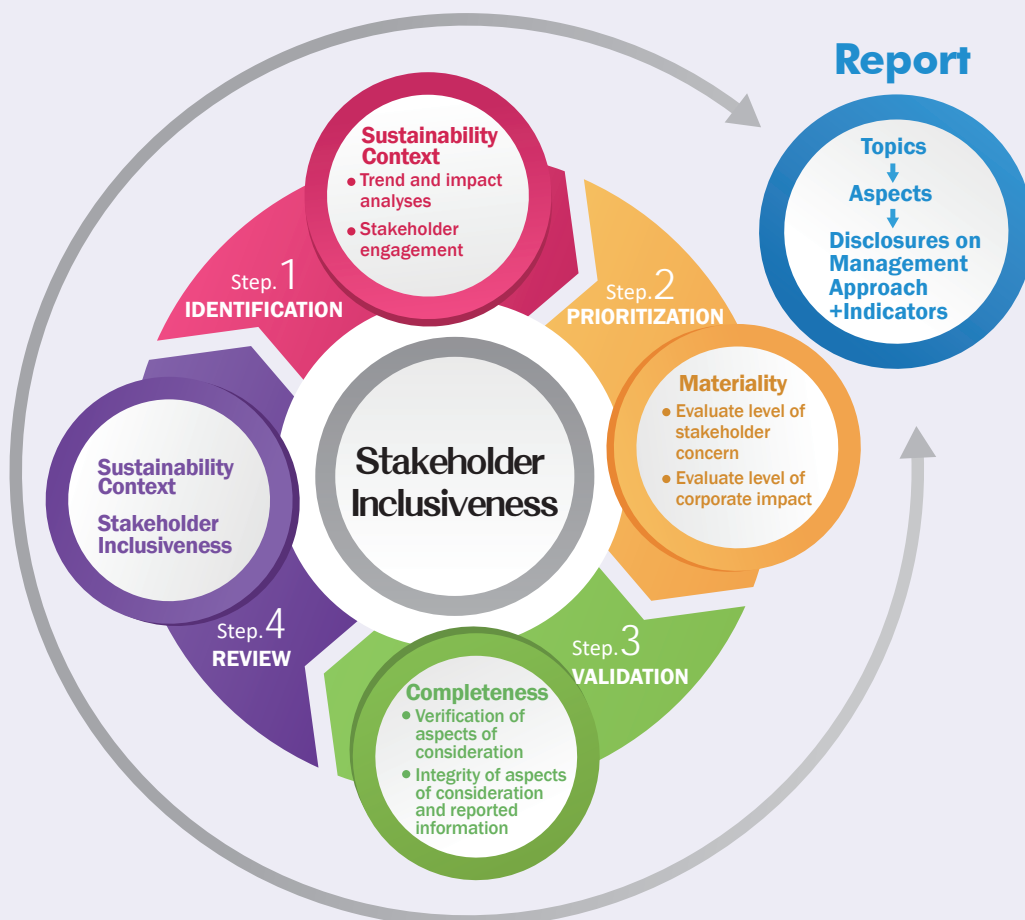 Report
Topics
Aspects
Disclosures on
Management
Approach
+Indicators
Sustainability
Context
• Trend and impact
analyses
• Stakeholder
engagement
Step.1
IDENTIFICATION
Step.2
PRIORITIZATION
Materiality
• Evaluate level of
stakeholder
concern
• Evaluate level of
corporate impact
Stakeholder
Inclusiveness
Step.3
VALIDATION
Completeness
• Verification of
aspects of
consideration
• Integrity of aspects
of consideration
and reported
information
Step.4
REVIEW
Sustainability
Context
Stakeholder
Inclusiveness